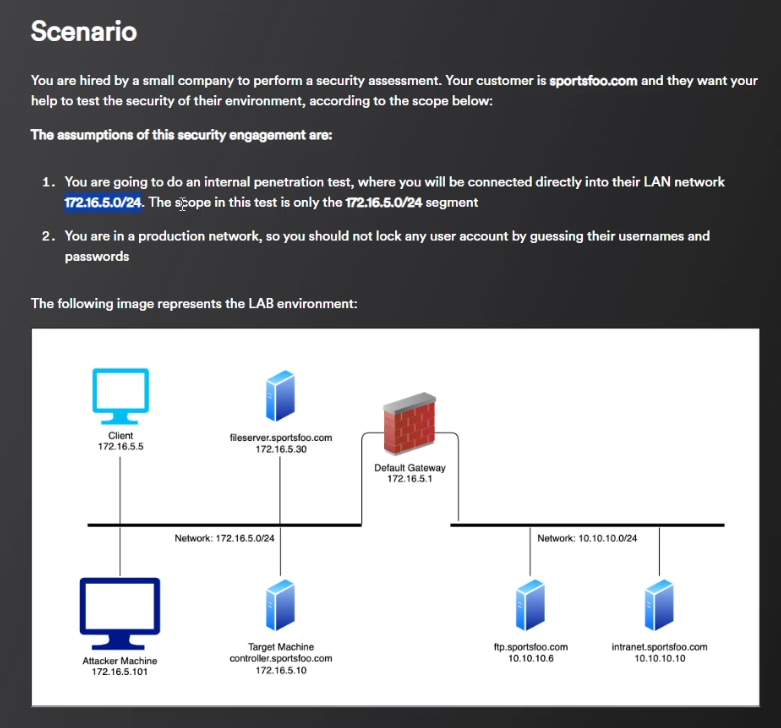 Scenario
You are hired by a small company to perform a security assessment. Your customer is sportsfoo.com and they want your
help to test the security of their environment, according to the scope below:
The assumptions of this security engagement are:
1. You are going to do an internal penetration test, where you will be connected directly into their LAN network
172.16.5.0/24. The scope in this test is only the 172.16.5.0/24 segment
2. You are in a production network, so you should not lock any user account by guessing their usernames and
passwords
The following image represents the LAB environment:
Client
172.16.5.5
fileserver.sportsfoo.com
172.16.5.30
Default Gateway
172.16.5.1
Network: 172.16.5.0/24
Network: 10.10.10.0/24
Attacker Machine
172.16.5.101
Target Machine
controller.sportsfoo.com
172.16.5.10
ftp.sportsfoo.com
10.10.10.6
intranet.sportsfoo.com
10.10.10.10